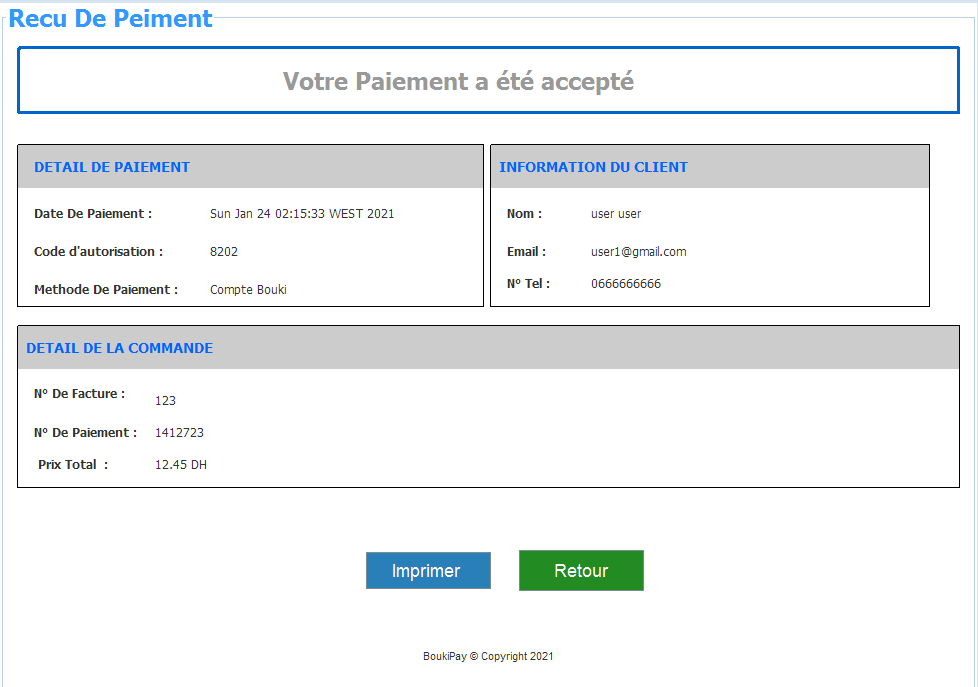 Recu De Peiment
Votre Paiement a été accepté
DETAIL DE PAIEMENT
Date De Paiement : Sun Jan 24 02:15:33 WEST 2021
Code d'autorisation : 8202
Methode De Paiement : Compte Bouki
INFORMATION DU CLIENT
Nom : user user
Email : user1@gmail.com
Nº Tel : 0666666666
DETAIL DE LA COMMANDE
Nº De Facture : 123
Nº De Paiement : 1412723
Prix Total : 12.45 DH
Imprimer Retour
BoukiPay © Copyright 2021